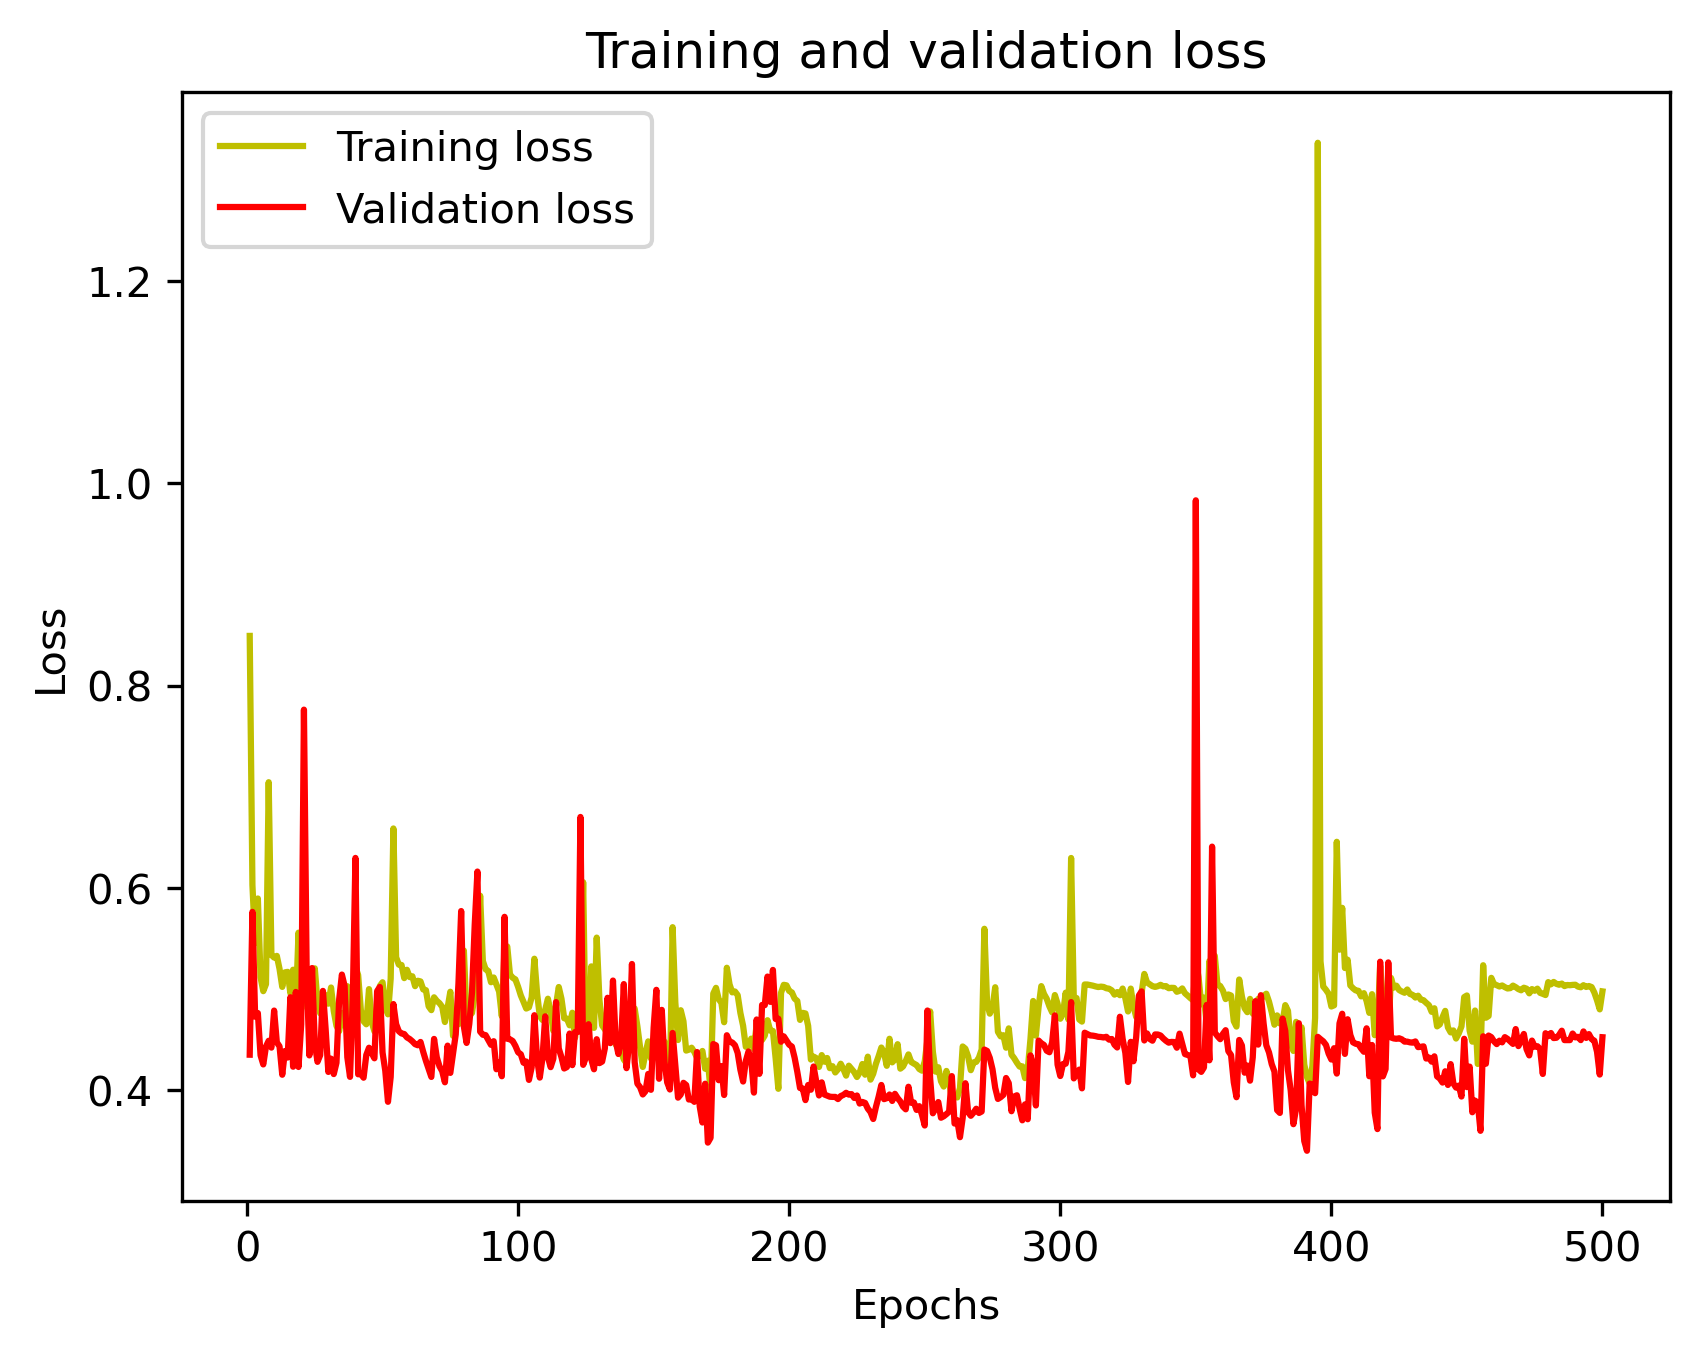 Training and validation loss
Training loss
Validation loss
1.2
1.0
0.8
0.6
0.4
Loss
0 100 200 300 400 500
Epochs